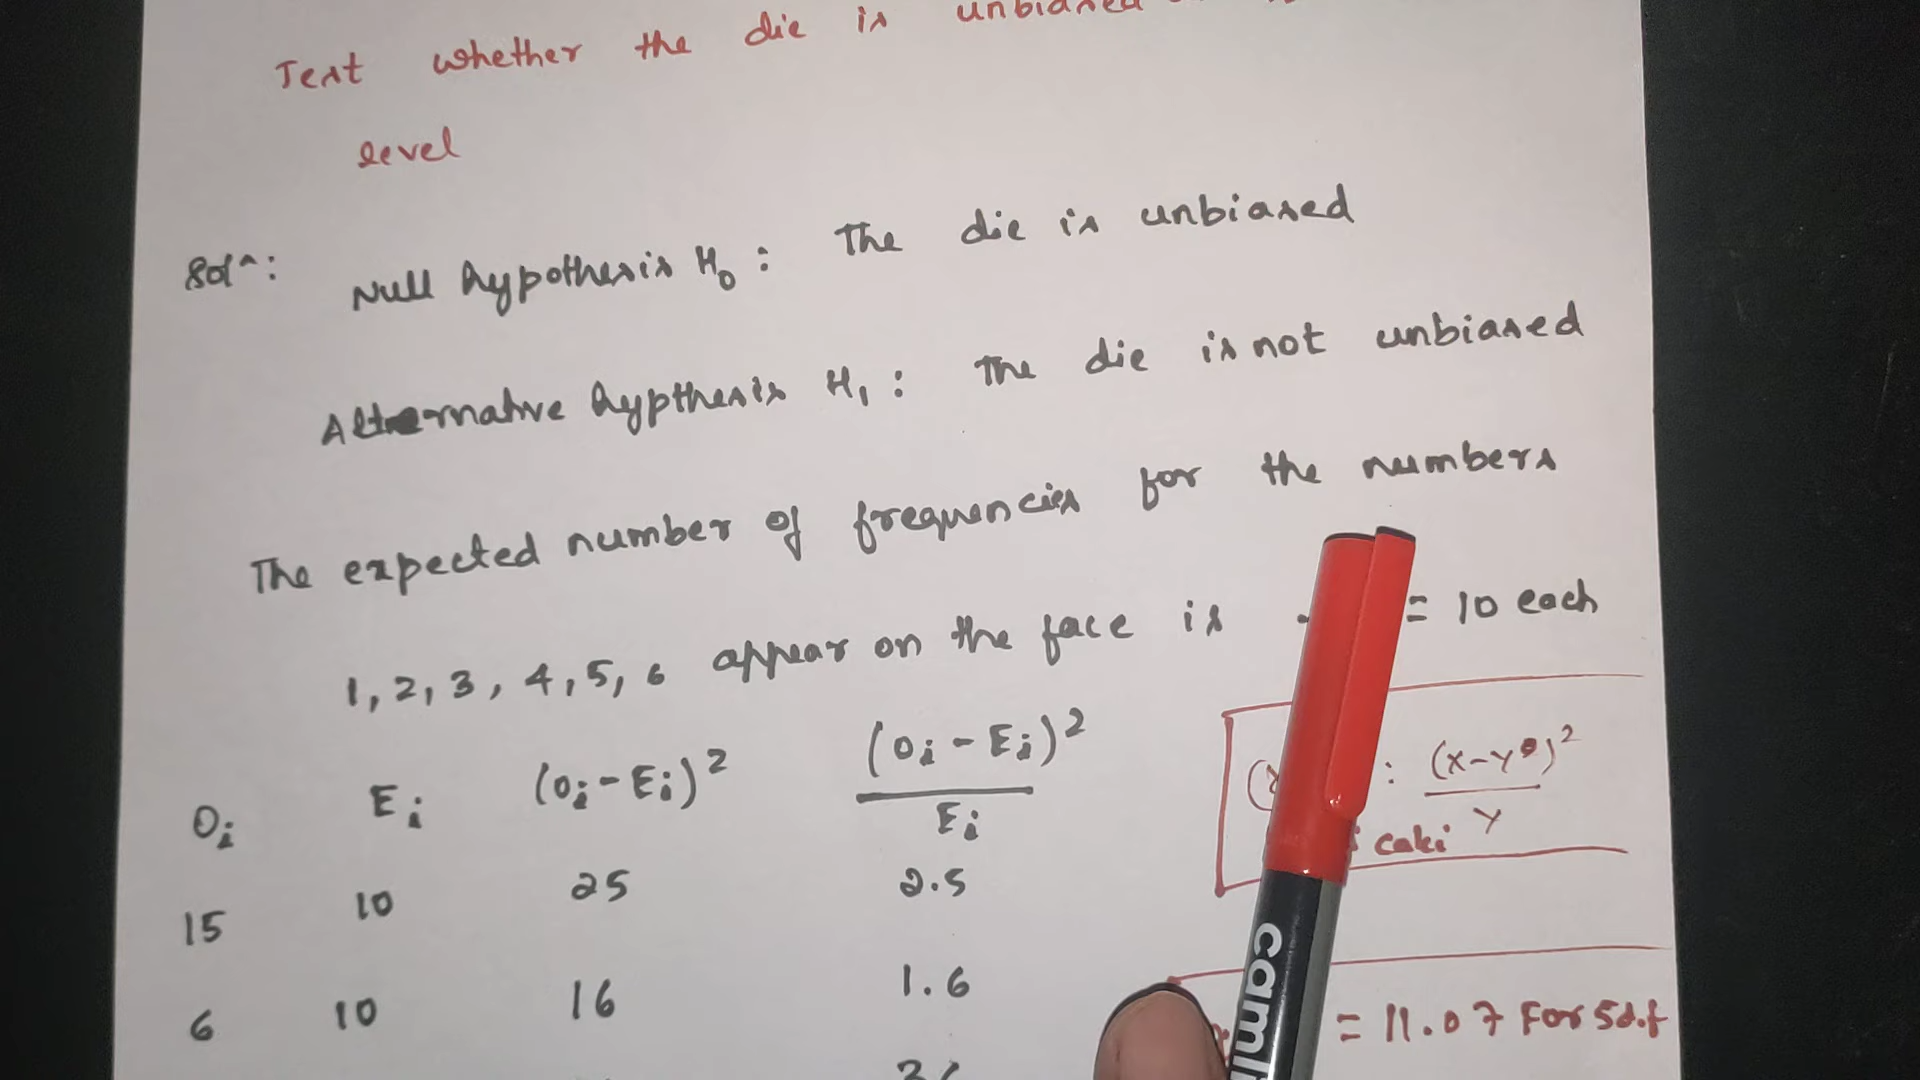 Test whether the die is unbiased
level
Sol^n: Null hypothesis H₀ : The die is unbiased
Alternative hypthesis H₁ : The die is not unbiased
The expected number of frequencies for the numbers
1, 2, 3, 4, 5, 6 appear on the face is = 10 each
Oᵢ Eᵢ (Oᵢ-Eᵢ)² (Oᵢ-Eᵢ)²/Eᵢ
: (x-y)²/y
calci
15 10 25 2.5
6 10 16 1.6
= 11.07 For 5d.f
caml